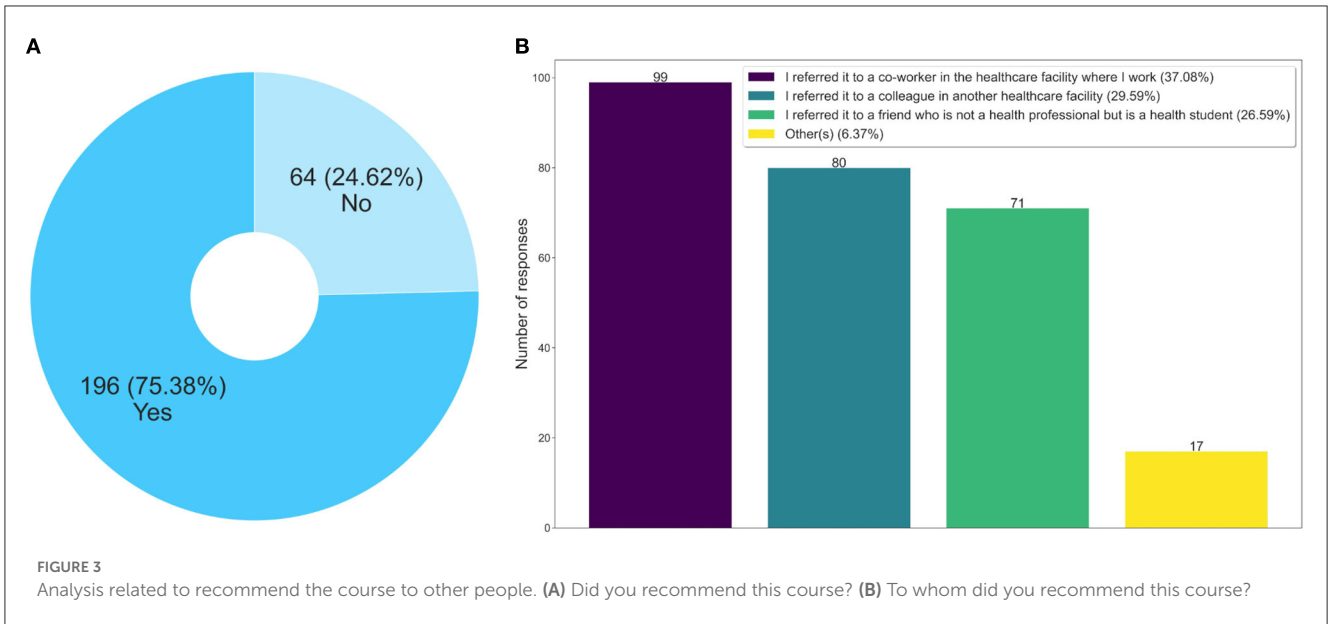 A
64 (24.62%)
No
196 (75.38%)
Yes
B
Number of responses
100
80
60
40
20
0
99
80
71
17
I referred it to a co-worker in the healthcare facility where I work (37.08%)
I referred it to a colleague in another healthcare facility (29.59%)
I referred it to a friend who is not a health professional but is a health student (26.59%)
Other(s) (6.37%)
FIGURE 3
Analysis related to recommend the course to other people. (A) Did you recommend this course? (B) To whom did you recommend this course?